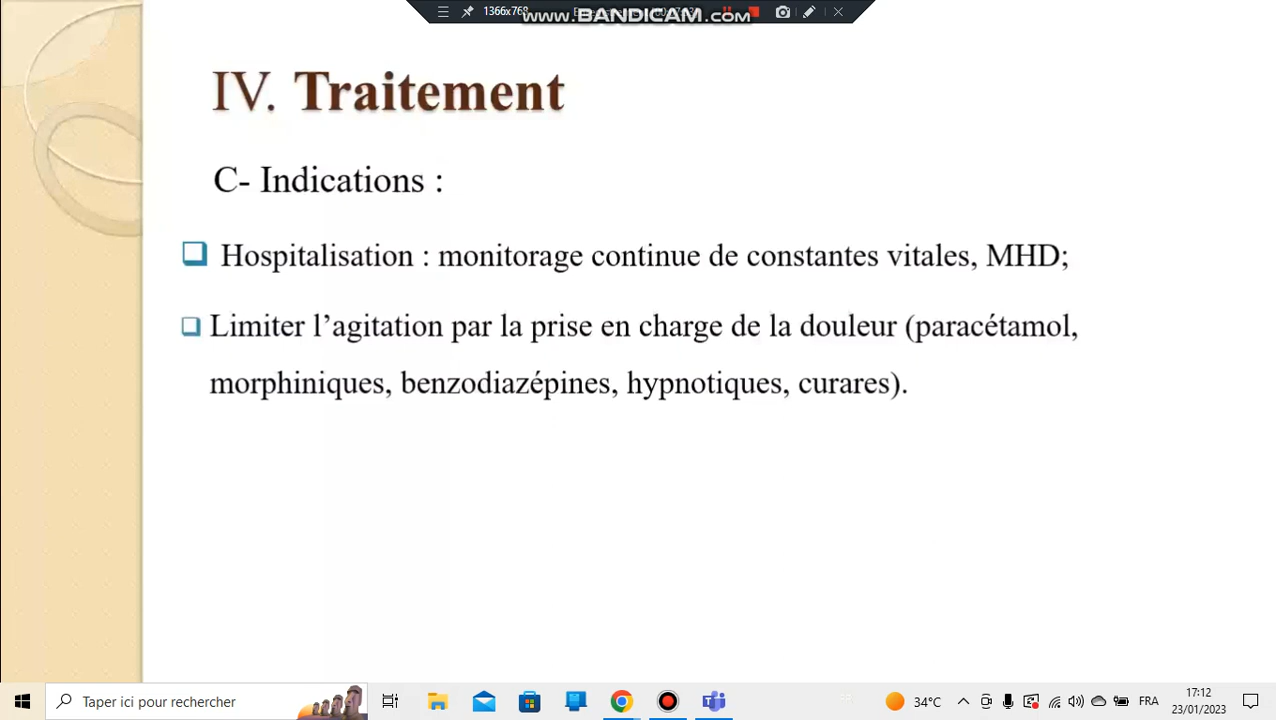 1366x768
www.BANDICAM.com
IV. Traitement
C- Indications :
Hospitalisation : monitorage continue de constantes vitales, MHD;
Limiter l’agitation par la prise en charge de la douleur (paracétamol,
morphiniques, benzodiazépines, hypnotiques, curares).
Taper ici pour rechercher
34°C
FRA
17:12
23/01/2023